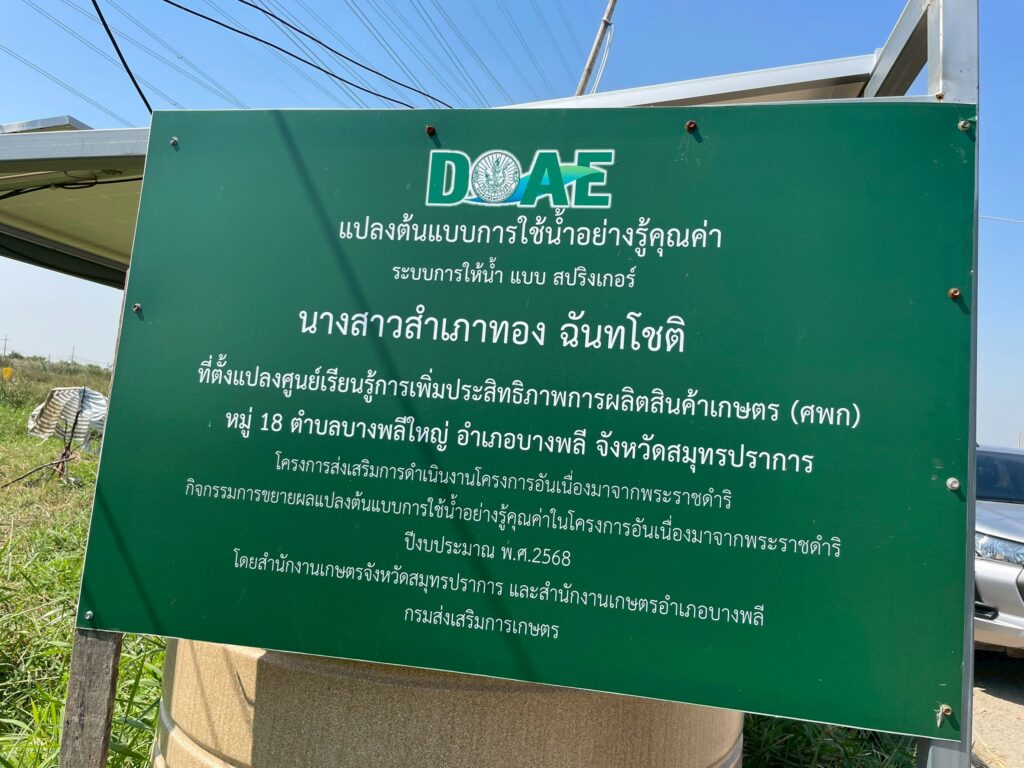 DOAE
แปลงต้นแบบการใช้น้ำอย่างรู้คุณค่า
ระบบการให้น้ำ แบบ สปริงเกอร์
นางสาวสำเภาทอง ฉันทโชติ
ที่ตั้งแปลงศูนย์เรียนรู้การเพิ่มประสิทธิภาพการผลิตสินค้าเกษตร (ศพก)
หมู่ 18 ตำบลบางพลีใหญ่ อำเภอบางพลี จังหวัดสมุทรปราการ
โครงการส่งเสริมการดำเนินงานโครงการอันเนื่องมาจากพระราชดำริ
กิจกรรมการขยายผลแปลงต้นแบบการใช้น้ำอย่างรู้คุณค่าในโครงการอันเนื่องมาจากพระราชดำริ
ปีงบประมาณ พ.ศ.2568
โดยสำนักงานเกษตรจังหวัดสมุทรปราการ และสำนักงานเกษตรอำเภอบางพลี
กรมส่งเสริมการเกษตร